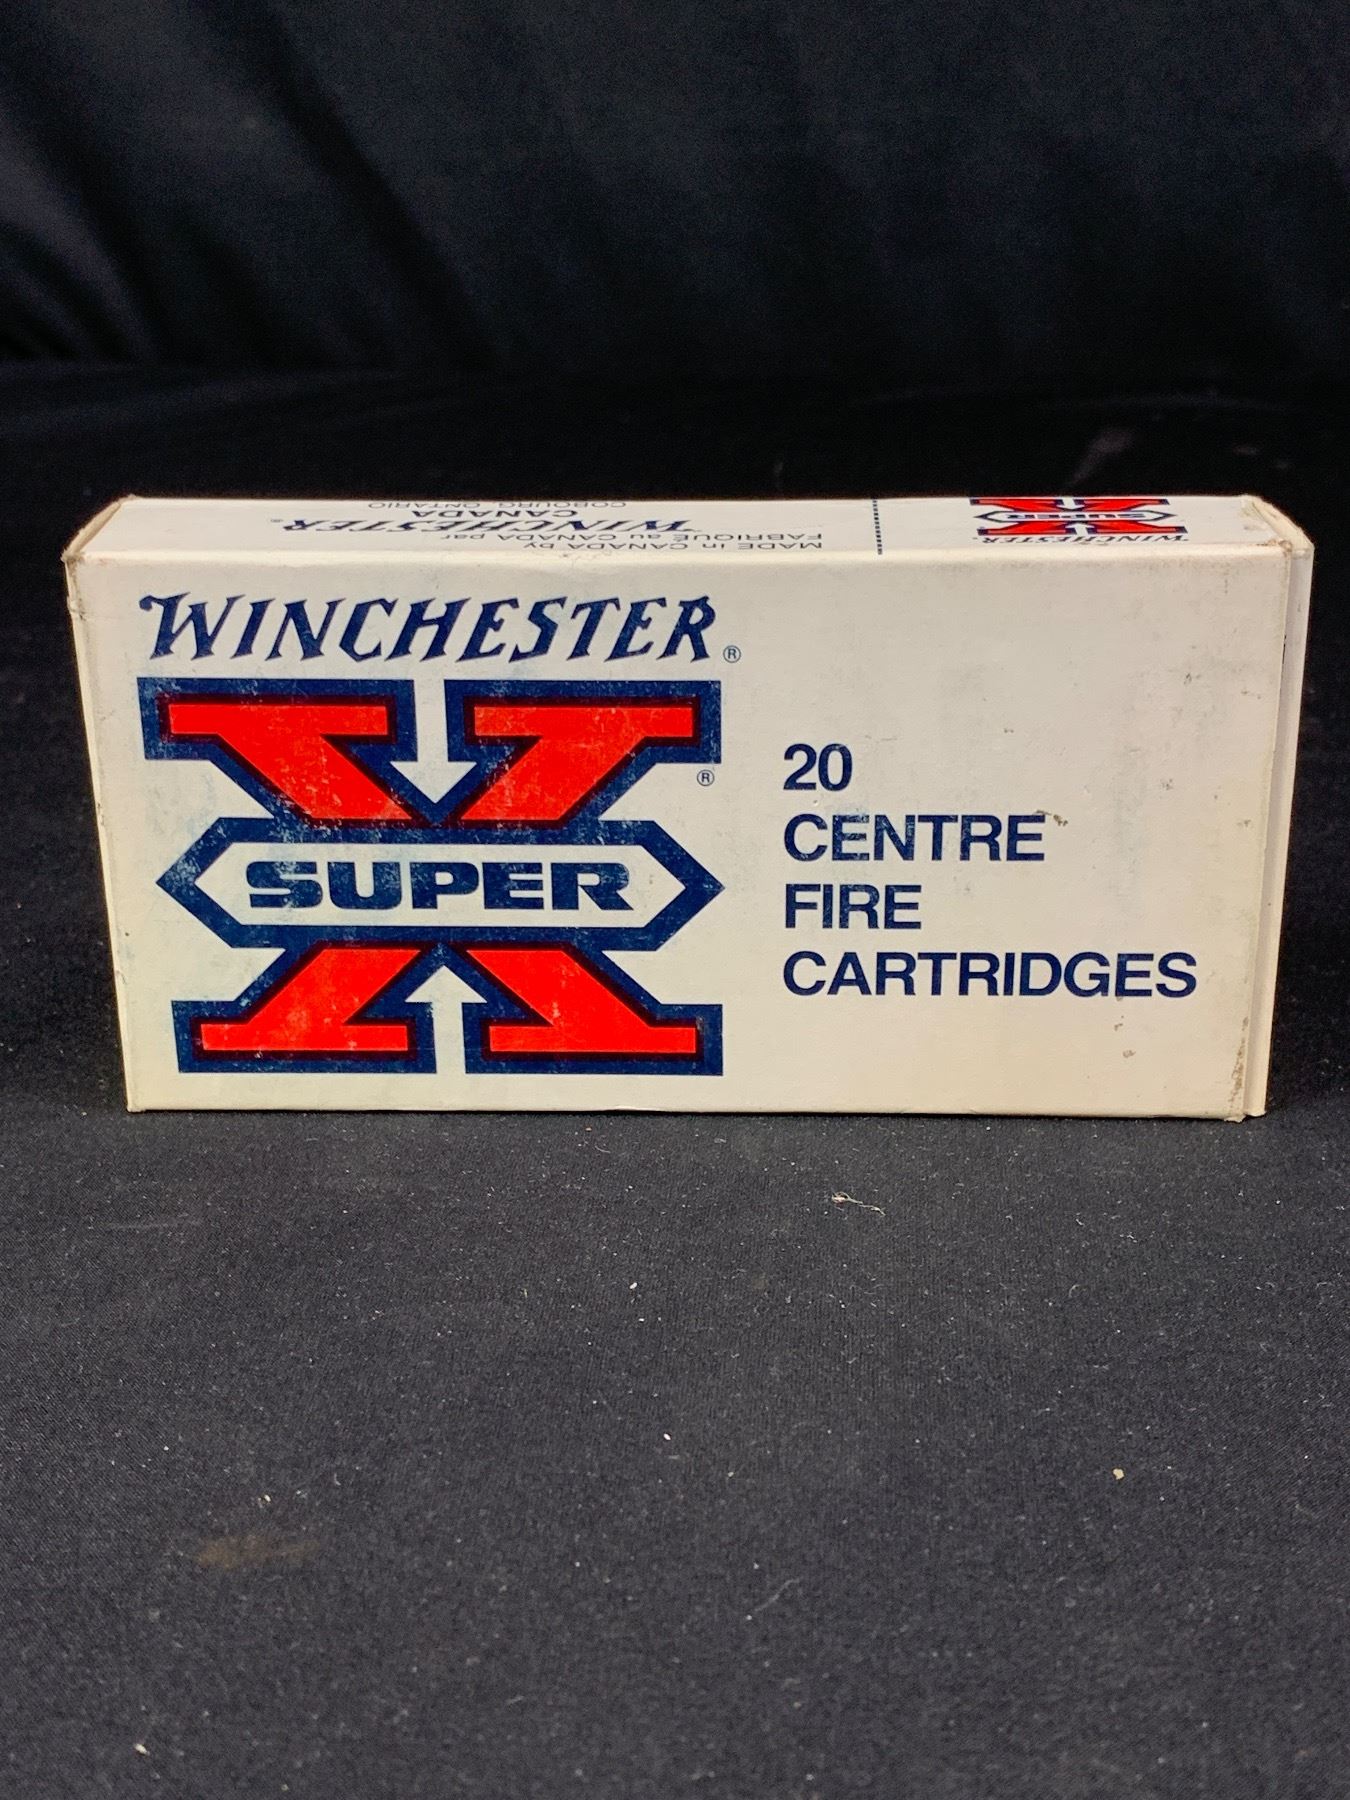 MADE in CANADA by
FABRIQUÉ au CANADA par
WINCHESTER®
CANADA
COBOURG, ONTARIO
WINCHESTER
SUPER X
WINCHESTER®
SUPER X®
20
CENTRE
FIRE
CARTRIDGES